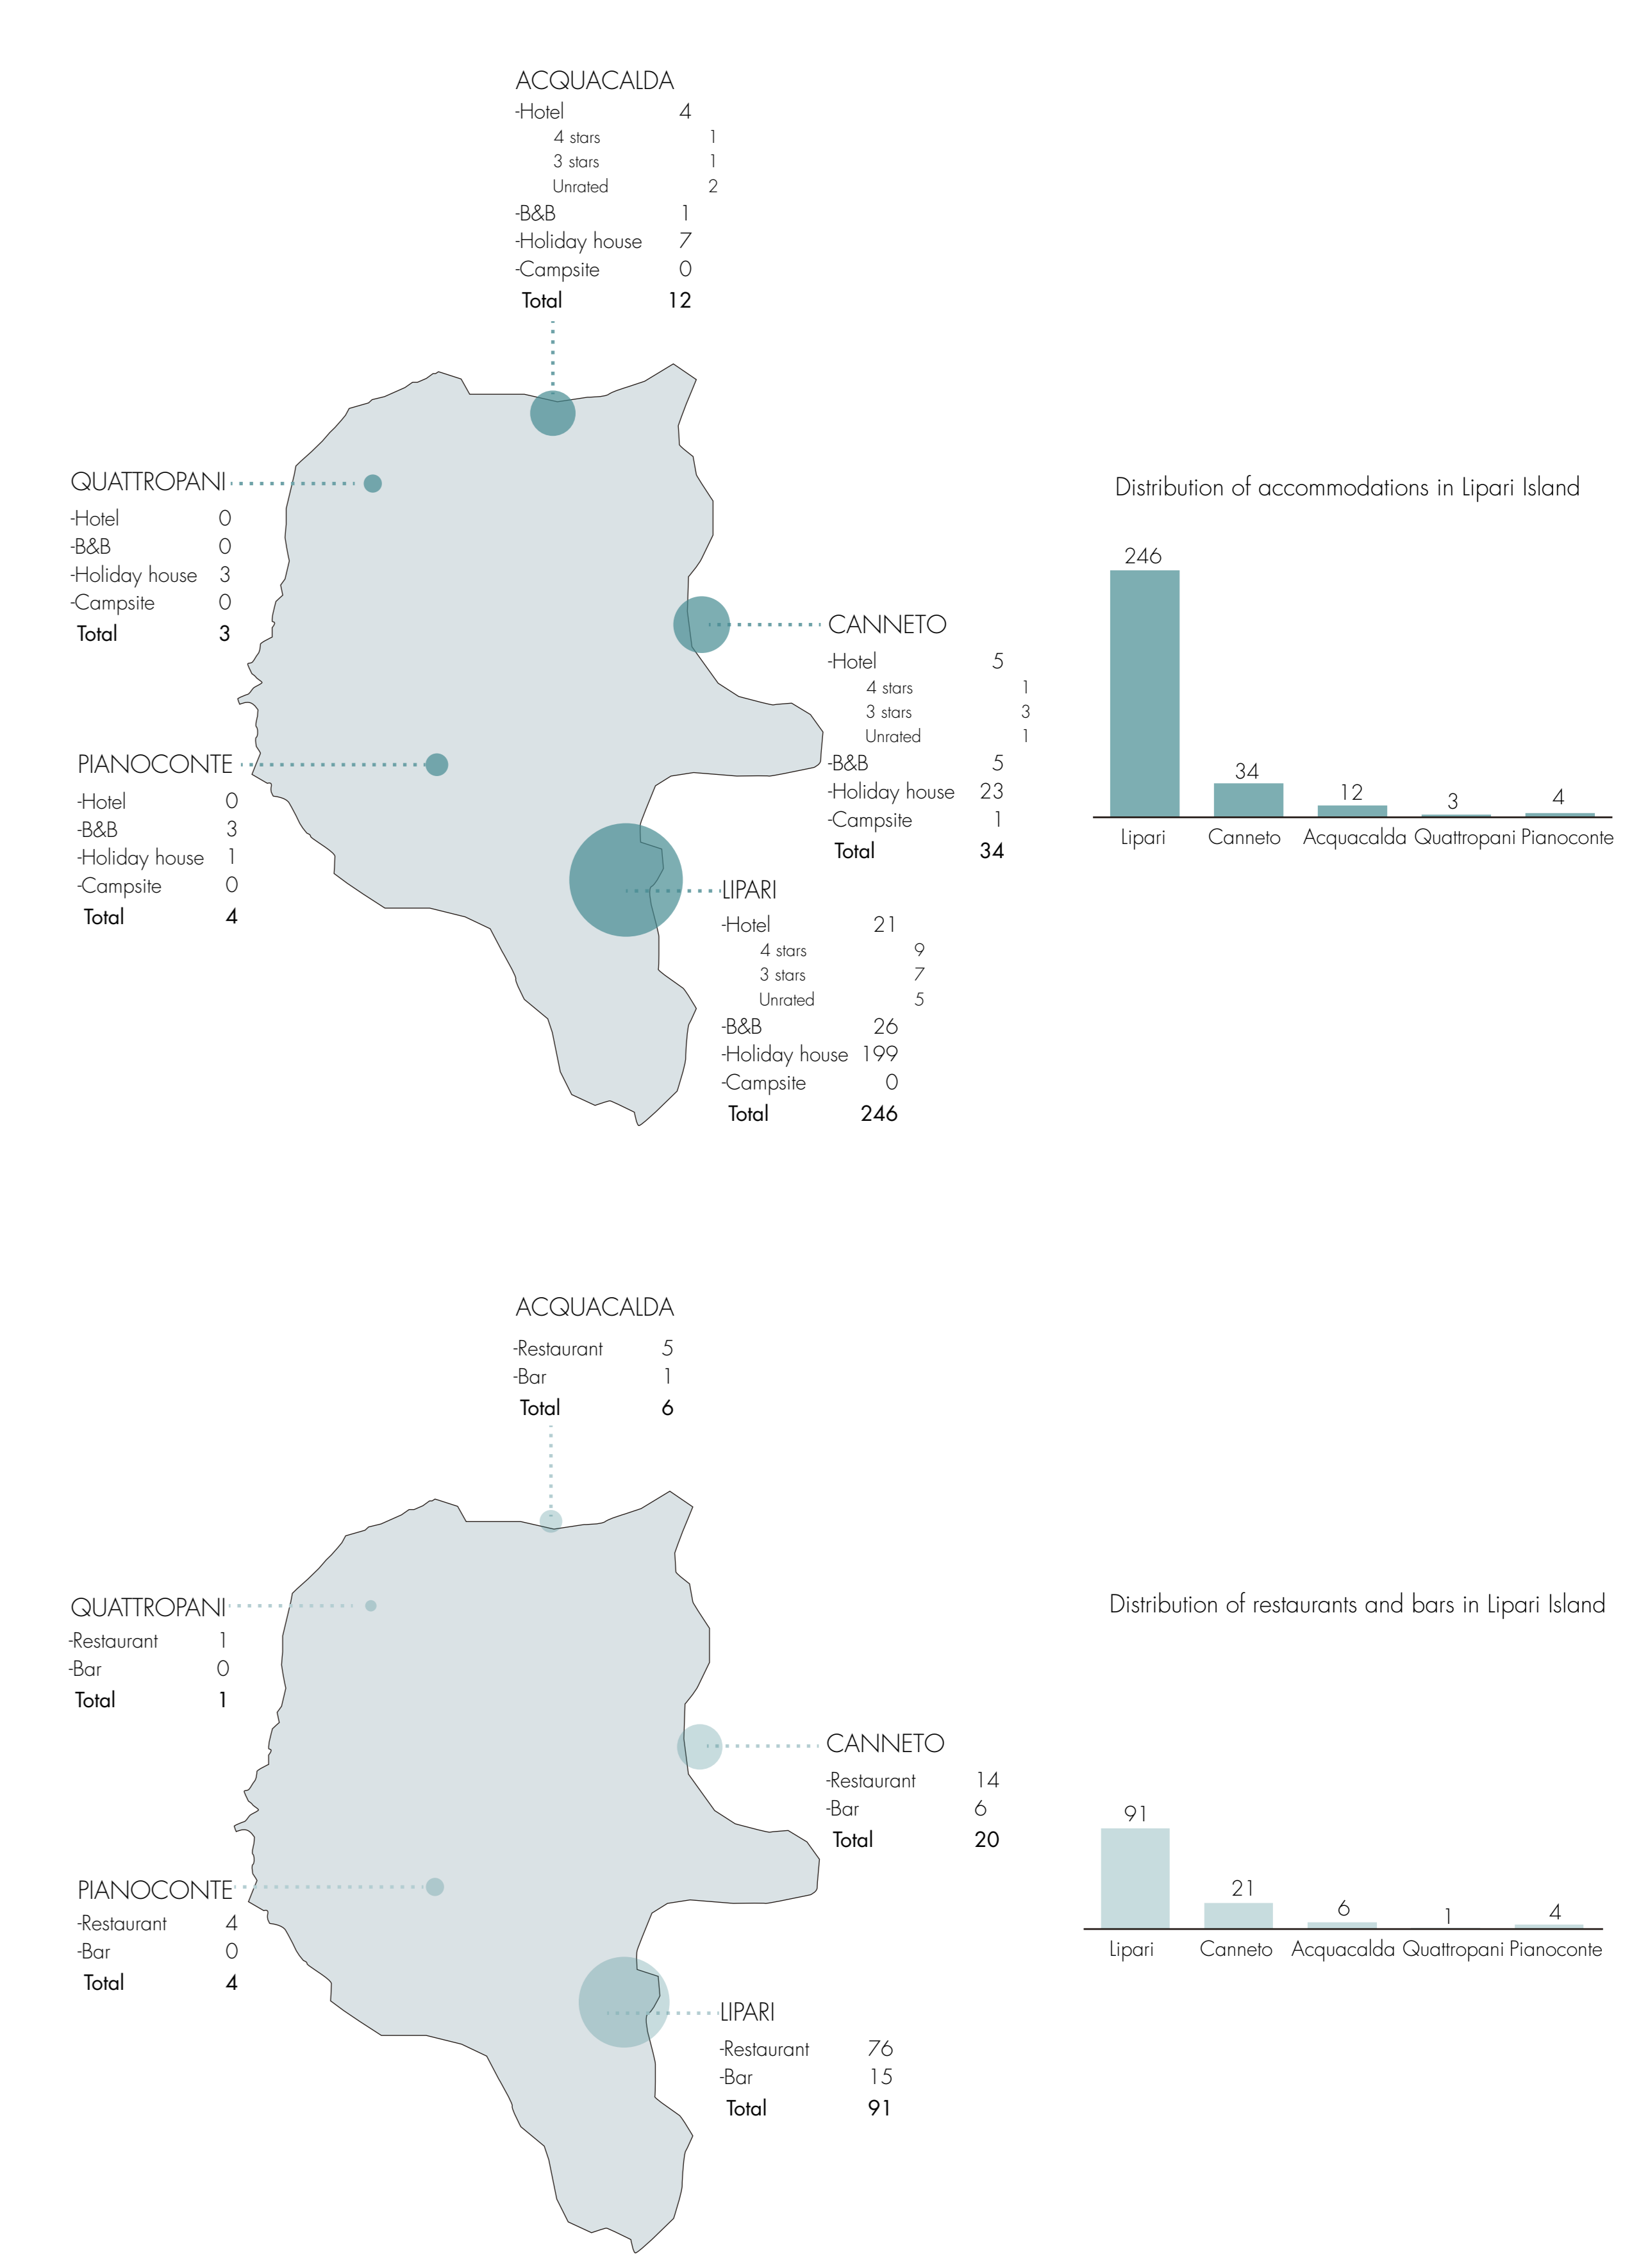 ACQUACALDA
-Hotel 4
4 stars 1
3 stars 1
Unrated 2
-B&B 1
-Holiday house 7
-Campsite 0
Total 12
QUATTROPANI
-Hotel 0
-B&B 0
-Holiday house 3
-Campsite 0
Total 3
CANNETO
-Hotel 5
4 stars 1
3 stars 3
Unrated 1
-B&B 5
-Holiday house 23
-Campsite 1
Total 34
PIANOCONTE
-Hotel 0
-B&B 3
-Holiday house 1
-Campsite 0
Total 4
LIPARI
-Hotel 21
4 stars 9
3 stars 7
Unrated 5
-B&B 26
-Holiday house 199
-Campsite 0
Total 246
Distribution of accommodations in Lipari Island
246 34 12 3 4
Lipari Canneto Acquacalda Quattropani Pianoconte
ACQUACALDA
-Restaurant 5
-Bar 1
Total 6
QUATTROPANI
-Restaurant 1
-Bar 0
Total 1
CANNETO
-Restaurant 14
-Bar 6
Total 20
PIANOCONTE
-Restaurant 4
-Bar 0
Total 4
LIPARI
-Restaurant 76
-Bar 15
Total 91
Distribution of restaurants and bars in Lipari Island
91 21 6 1 4
Lipari Canneto Acquacalda Quattropani Pianoconte